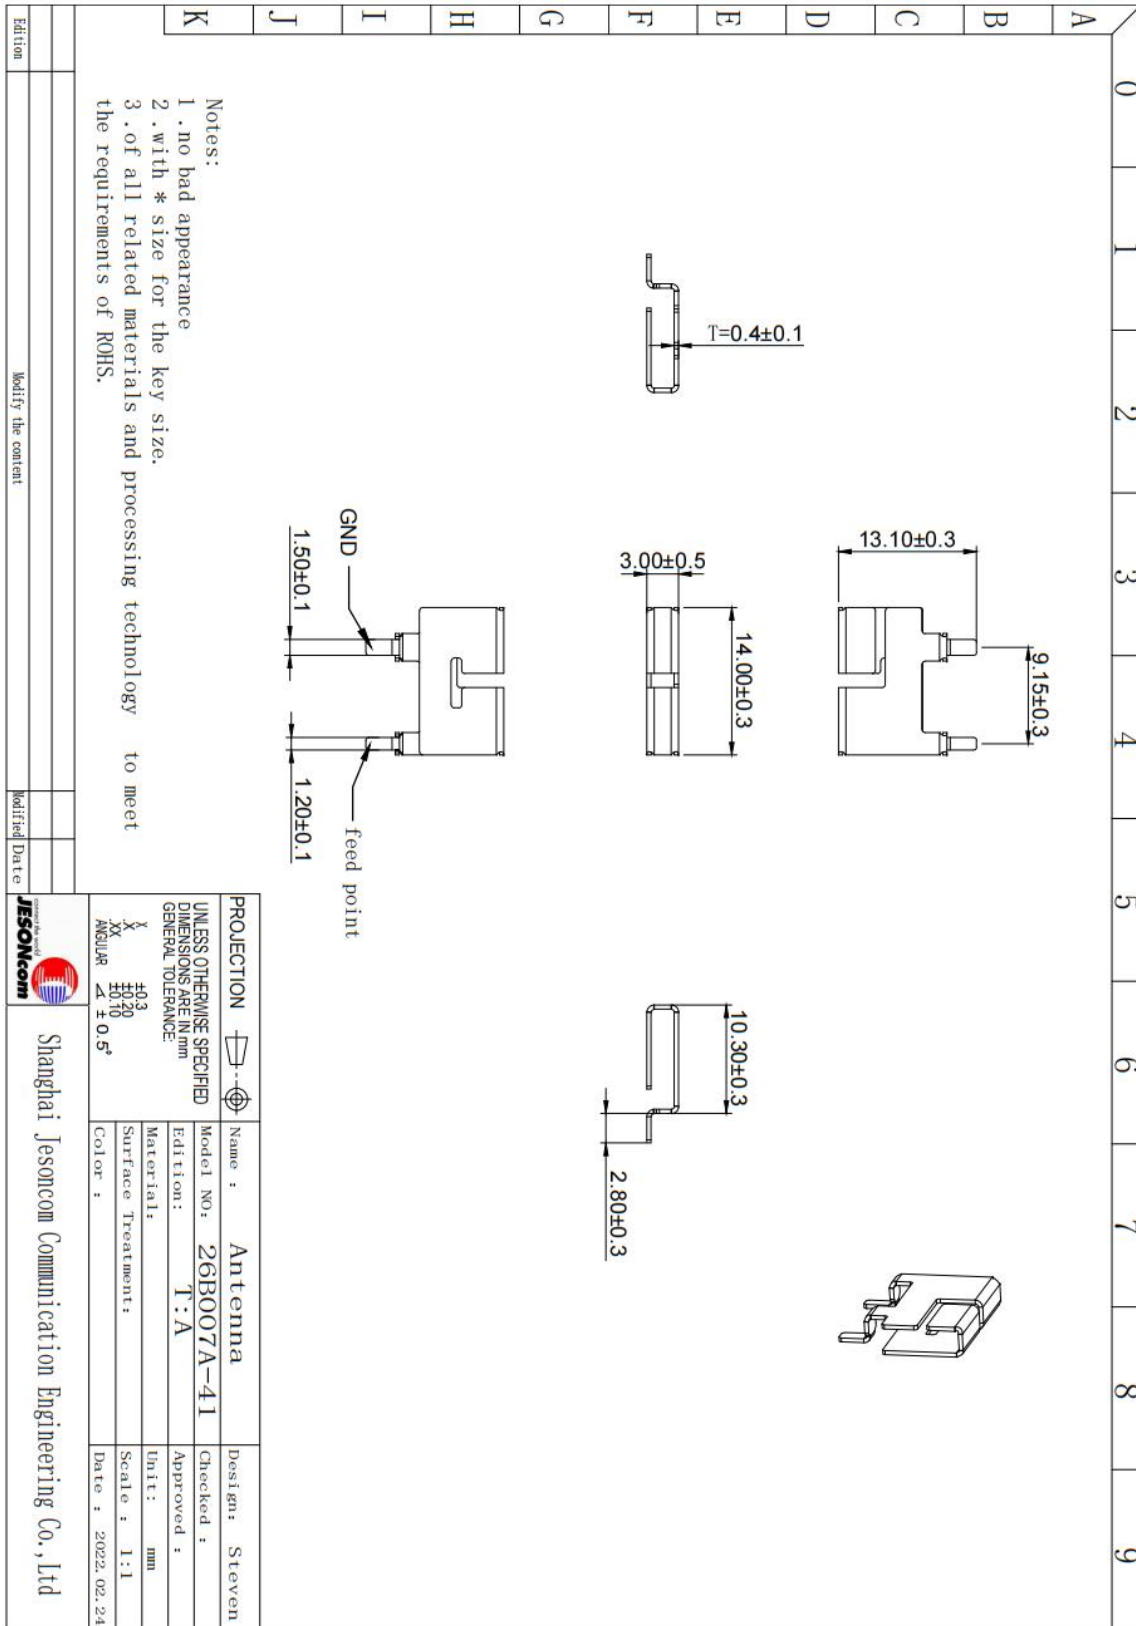 0 1 2 3 4 5 6 7 8 9
A
B
C
D
E
F
G
H
I
J
K
T=0.4±0.1
13.10±0.3
9.15±0.3
3.00±0.5
14.00±0.3
GND
1.50±0.1
1.20±0.1
feed point
10.30±0.3
2.80±0.3
Notes:
1 .no bad appearance
2 .with * size for the key size.
3 .of all related materials and processing technology to meet
the requirements of ROHS.
Edition Modify the content Modified Date
PROJECTION
UNLESS OTHERWISE SPECIFIED
DIMENSIONS ARE IN mm
GENERAL TOLERANCE:
X ±0.3
.X ±0.20
.XX ±0.10
ANGULAR ∠ ± 0.5°
Name : Antenna Design: Steven
Model NO: 26B007A-41 Checked :
Edition: T:A Approved :
Material: Unit: mm
Surface Treatment: Scale : 1:1
Color : Date : 2022.02.24
connect the world
JESONcom
Shanghai Jesoncom Communication Engineering Co.,Ltd